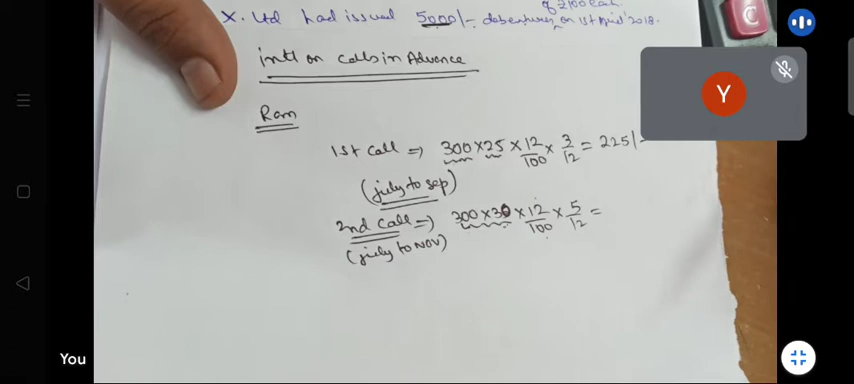 of ₹100 each.
X. Ltd had issued 5000/- debentures on 1st April 2018.
intl on calls in Advance
Ram
1st call => 300 × 25 × 12/100 × 3/12 = 225/-
(july to sep)
2nd call => 300 × 30 × 12/100 × 5/12 =
(july to NOV)
Y
C
You